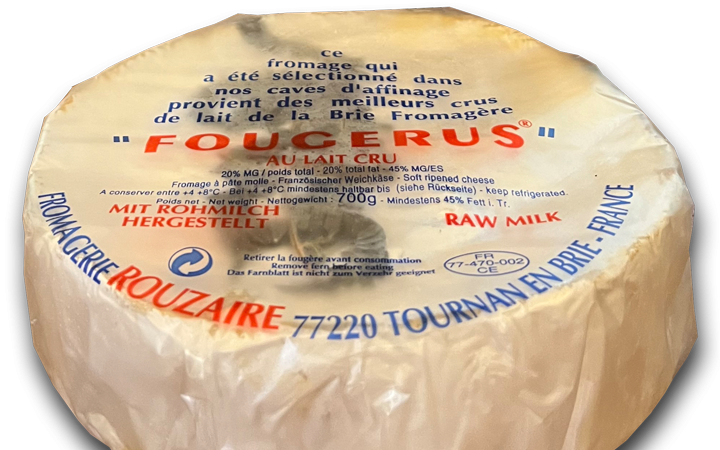 ce
fromage qui
a été sélectionné dans
nos caves d'affinage
provient des meilleurs crus
de lait de la Brie Fromagère
"FOUGERUS®"
AU LAIT CRU
20% MG / poids total - 20% total fat - 45% MG/ES
Fromage à pâte molle - Französischer Weichkäse - Soft ripened cheese
A conserver entre +4 +8°C - Bei +4 +8°C mindestens haltbar bis (siehe Rückseite) - keep refrigerated.
Poids net - Net weight - Nettogewicht : 700g - Mindestens 45% Fett i. Tr.
MIT ROHMILCH
HERGESTELLT
RAW MILK
Retirer la fougère avant consommation
Remove fern before eating
Das Farnblatt ist nicht zum Verzehr geeignet
FR
77-470-002
CE
FROMAGERIE ROUZAIRE 77220 TOURNAN EN BRIE - FRANCE